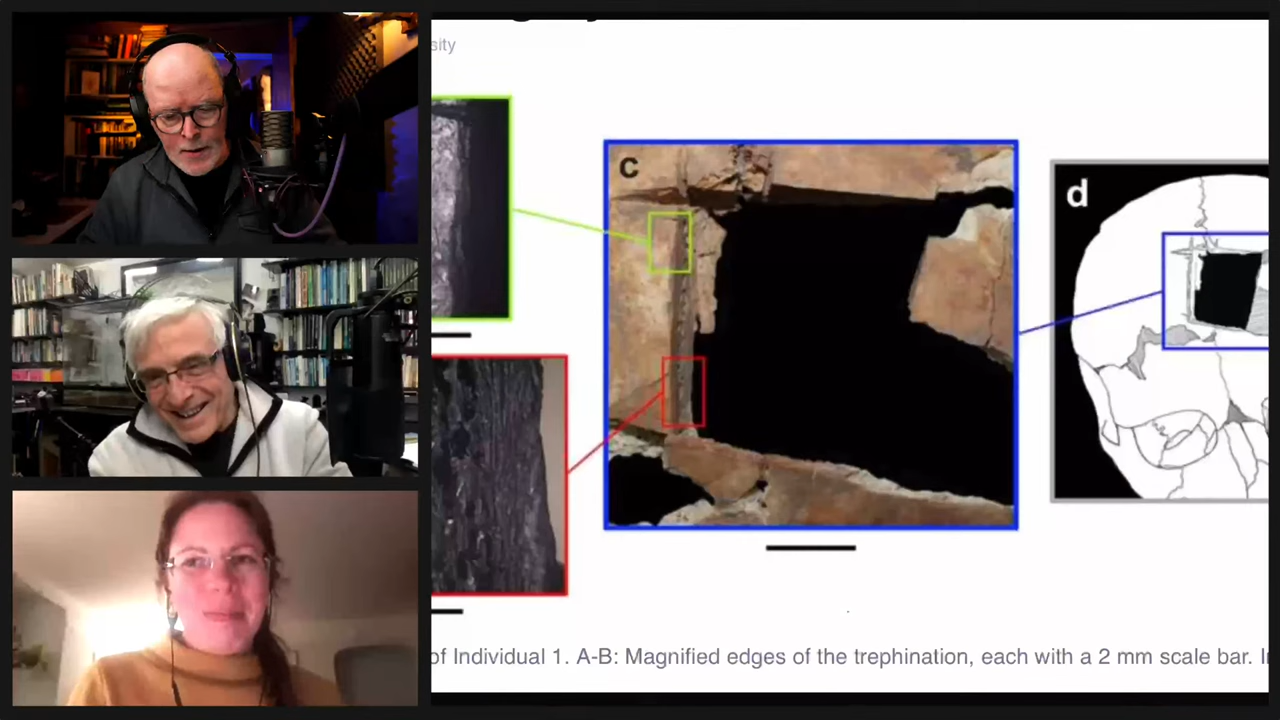 sity
c
d
of Individual 1. A-B: Magnified edges of the trephination, each with a 2 mm scale bar.